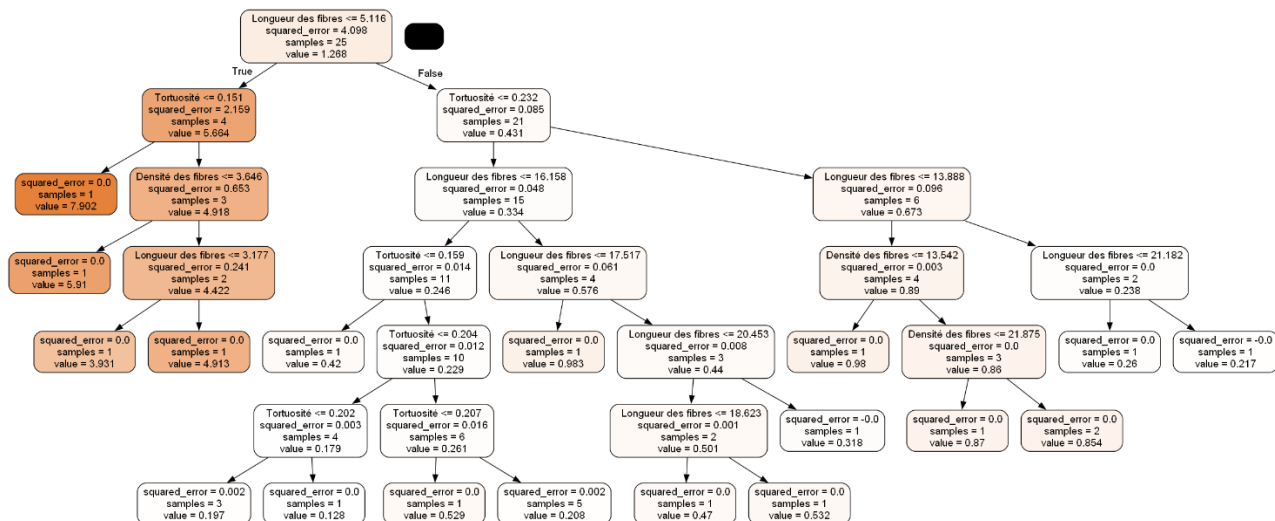 Longueur des fibres <= 5.116
squared_error = 4.098
samples = 25
value = 1.268
True
False
Tortuosité <= 0.151
squared_error = 2.159
samples = 4
value = 5.664
Tortuosité <= 0.232
squared_error = 0.085
samples = 21
value = 0.431
squared_error = 0.0
samples = 1
value = 7.902
Densité des fibres <= 3.646
squared_error = 0.653
samples = 3
value = 4.918
Longueur des fibres <= 16.158
squared_error = 0.048
samples = 15
value = 0.334
Longueur des fibres <= 13.888
squared_error = 0.096
samples = 6
value = 0.673
squared_error = 0.0
samples = 1
value = 5.91
Longueur des fibres <= 3.177
squared_error = 0.241
samples = 2
value = 4.422
Tortuosité <= 0.159
squared_error = 0.014
samples = 11
value = 0.246
Longueur des fibres <= 17.517
squared_error = 0.061
samples = 4
value = 0.576
Densité des fibres <= 13.542
squared_error = 0.003
samples = 4
value = 0.89
Longueur des fibres <= 21.182
squared_error = 0.0
samples = 2
value = 0.238
squared_error = 0.0
samples = 1
value = 3.931
squared_error = 0.0
samples = 1
value = 4.913
squared_error = 0.0
samples = 1
value = 0.42
Tortuosité <= 0.204
squared_error = 0.012
samples = 10
value = 0.229
squared_error = 0.0
samples = 1
value = 0.983
Longueur des fibres <= 20.453
squared_error = 0.008
samples = 3
value = 0.44
squared_error = 0.0
samples = 1
value = 0.98
Densité des fibres <= 21.875
squared_error = 0.0
samples = 3
value = 0.86
squared_error = 0.0
samples = 1
value = 0.26
squared_error = -0.0
samples = 1
value = 0.217
Tortuosité <= 0.202
squared_error = 0.003
samples = 4
value = 0.179
Tortuosité <= 0.207
squared_error = 0.016
samples = 6
value = 0.261
Longueur des fibres <= 18.623
squared_error = 0.001
samples = 2
value = 0.501
squared_error = -0.0
samples = 1
value = 0.318
squared_error = 0.0
samples = 1
value = 0.87
squared_error = 0.0
samples = 2
value = 0.854
squared_error = 0.002
samples = 3
value = 0.197
squared_error = 0.0
samples = 1
value = 0.128
squared_error = 0.0
samples = 1
value = 0.529
squared_error = 0.002
samples = 5
value = 0.208
squared_error = 0.0
samples = 1
value = 0.47
squared_error = 0.0
samples = 1
value = 0.532